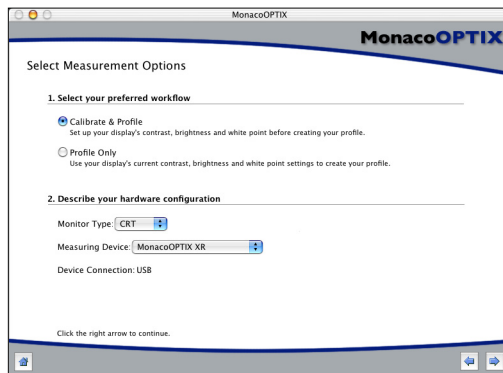 MonacoOPTIX
MonacoOPTIX
Select Measurement Options
1. Select your preferred workflow
Calibrate & Profile
Set up your display's contrast, brightness and white point before creating your profile.
Profile Only
Use your display's current contrast, brightness and white point settings to create your profile.
2. Describe your hardware configuration
Monitor Type: CRT
Measuring Device: MonacoOPTIX XR
Device Connection: USB
Click the right arrow to continue.